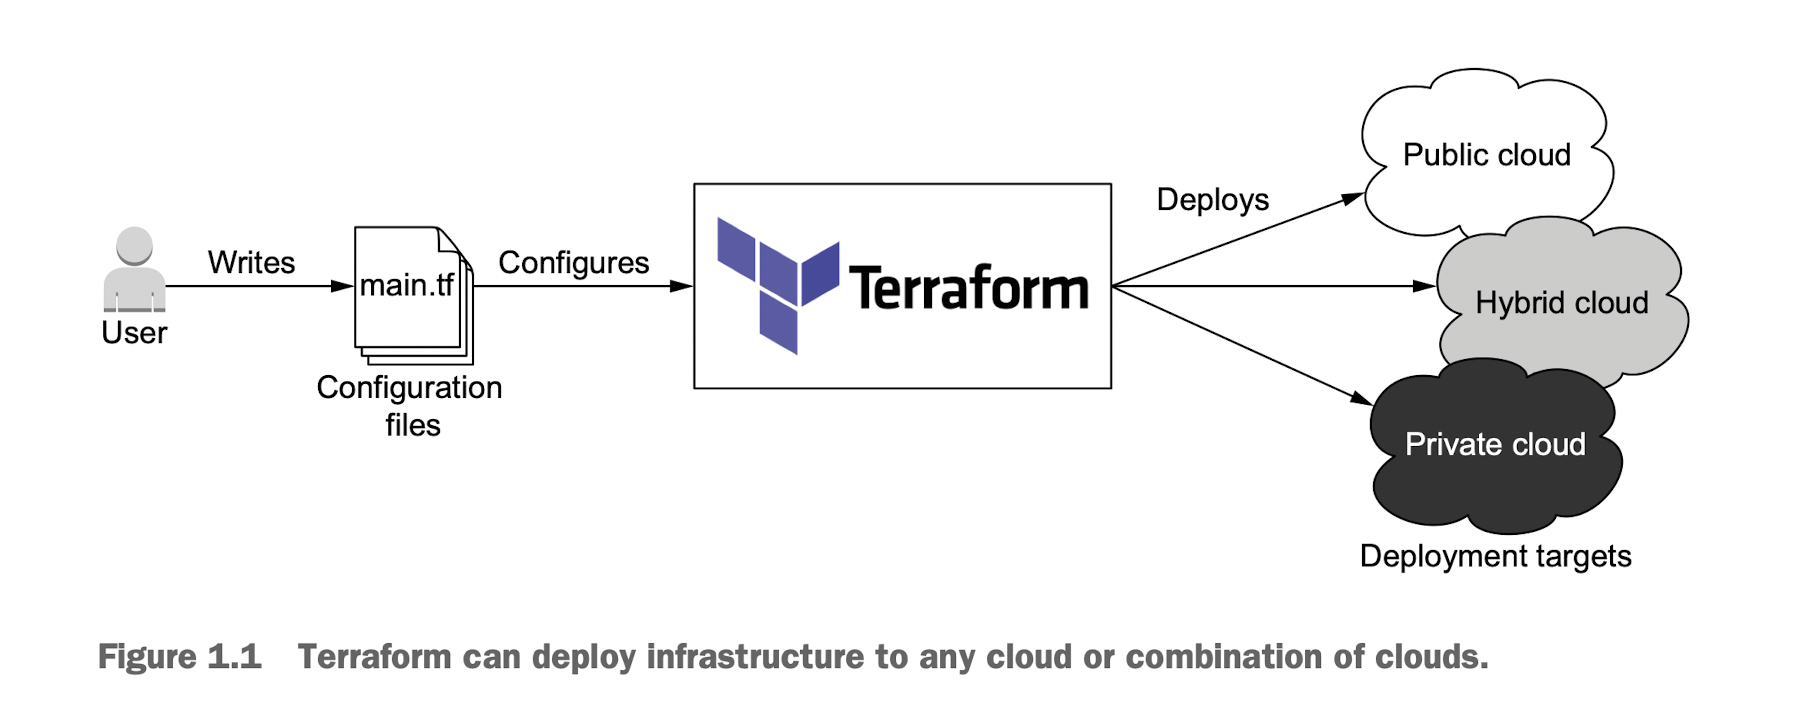 User
Writes
main.tf
Configuration
files
Configures
Terraform
Deploys
Public cloud
Hybrid cloud
Private cloud
Deployment targets
Figure 1.1 Terraform can deploy infrastructure to any cloud or combination of clouds.